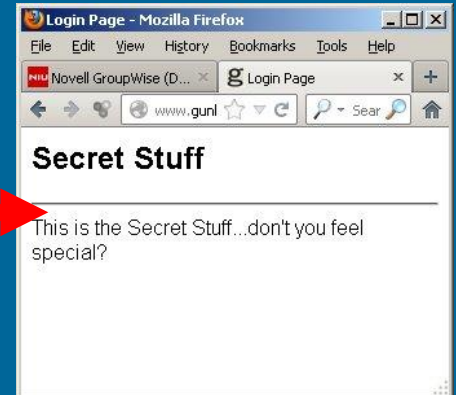 Login Page - Mozilla Firefox
File Edit View History Bookmarks Tools Help
NIU Novell GroupWise (D... × g Login Page × +
www.gunl Sear
Secret Stuff
This is the Secret Stuff...don't you feel
special?